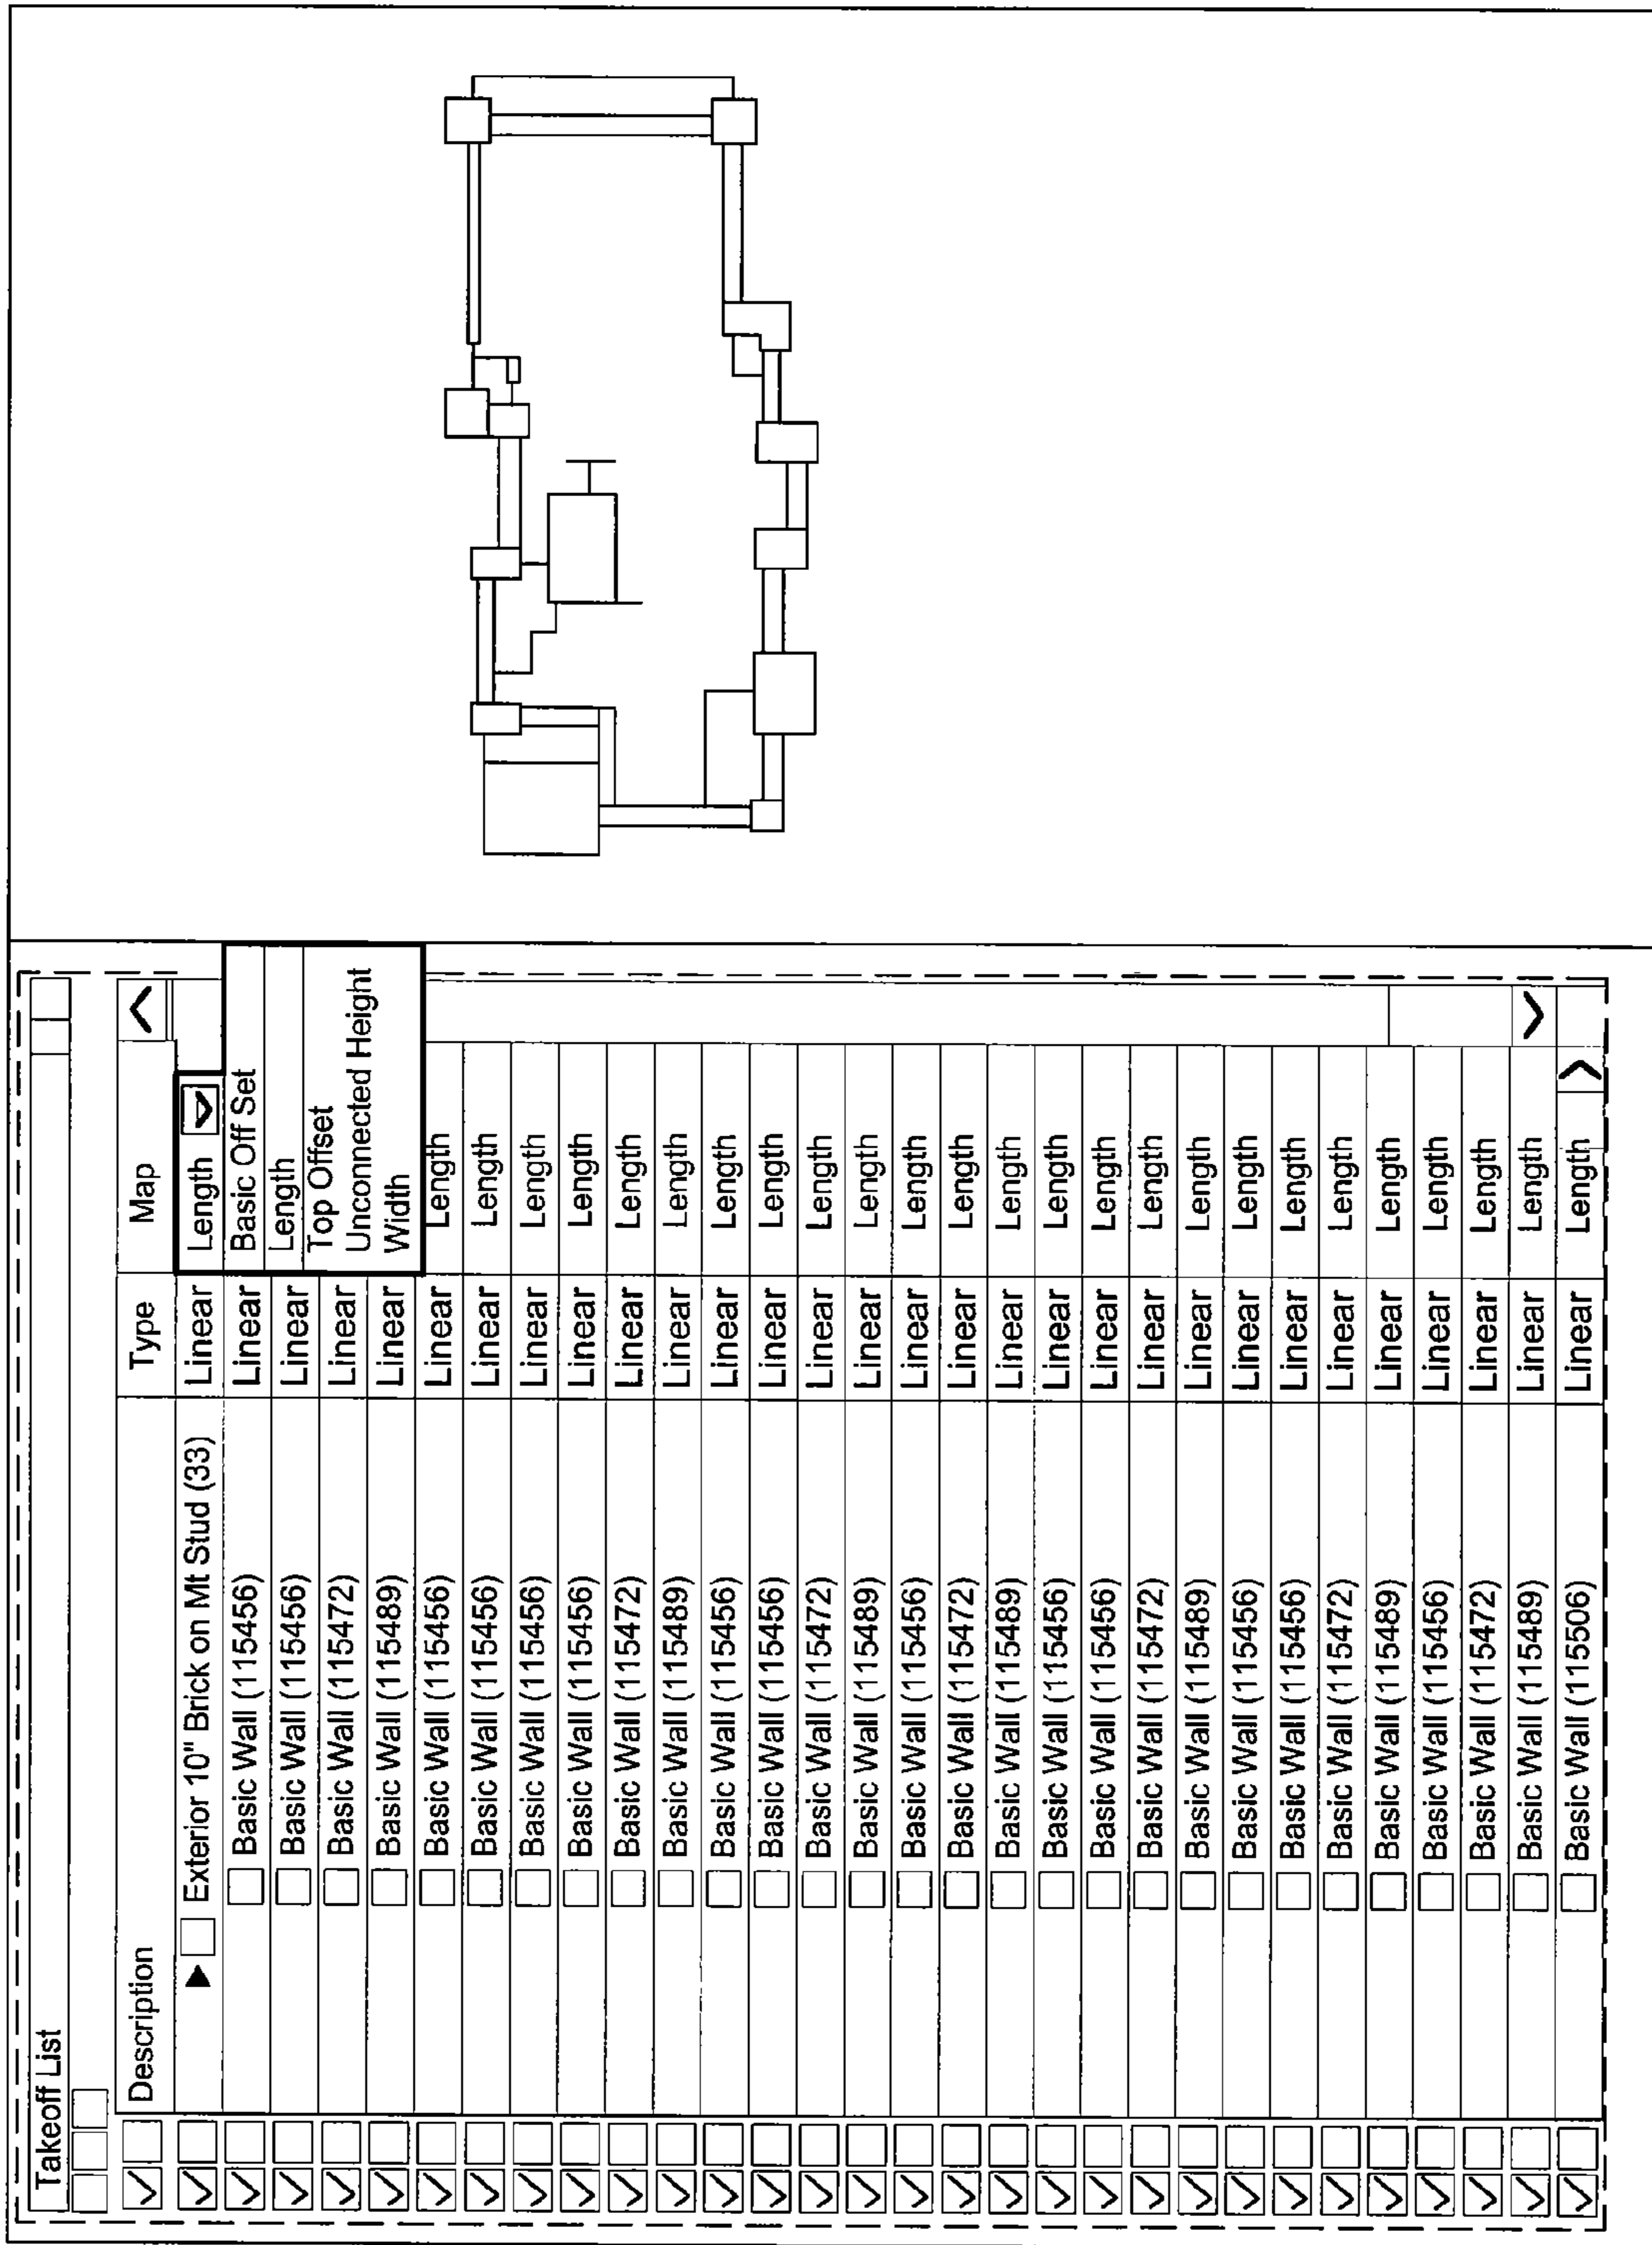 Takeoff List
Description Type Map
Exterior 10" Brick on Mt Stud (33) Linear Length
Basic Wall (115456) Linear Basic Off Set
Basic Wall (115456) Linear Length
Basic Wall (115472) Linear Top Offset
Unconnected Height
Basic Wall (115489) Linear Width
Basic Wall (115456) Linear Length
Basic Wall (115456) Linear Length
Basic Wall (115456) Linear Length
Basic Wall (115456) Linear Length
Basic Wall (115472) Linear Length
Basic Wall (115489) Linear Length
Basic Wall (115456) Linear Length
Basic Wall (115456) Linear Length
Basic Wall (115472) Linear Length
Basic Wall (115489) Linear Length
Basic Wall (115456) Linear Length
Basic Wall (115472) Linear Length
Basic Wall (115489) Linear Length
Basic Wall (115456) Linear Length
Basic Wall (115456) Linear Length
Basic Wall (115472) Linear Length
Basic Wall (115489) Linear Length
Basic Wall (115456) Linear Length
Basic Wall (115456) Linear Length
Basic Wall (115472) Linear Length
Basic Wall (115489) Linear Length
Basic Wall (115456) Linear Length
Basic Wall (115472) Linear Length
Basic Wall (115489) Linear Length
Basic Wall (115506) Linear Length